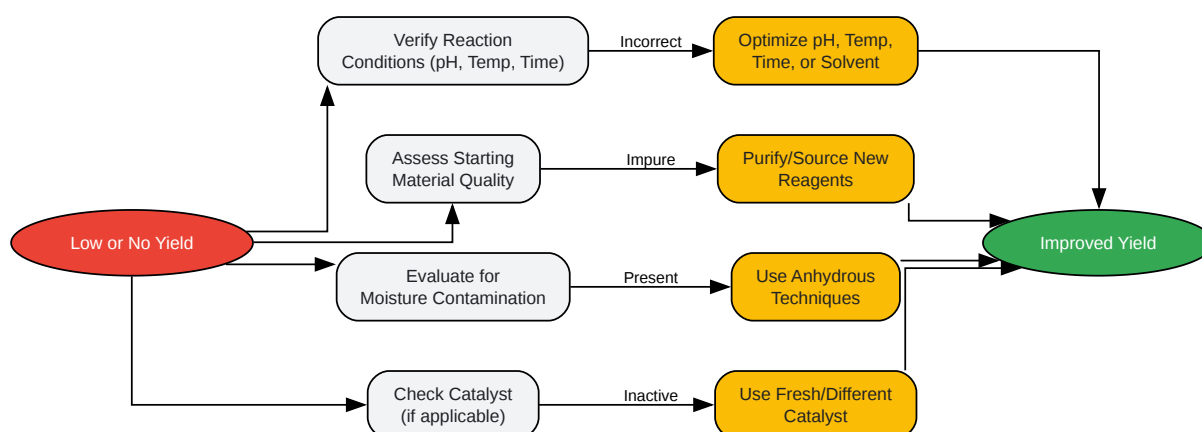 Verify Reaction
Conditions (pH, Temp, Time)
Incorrect
Optimize pH, Temp,
Time, or Solvent
Assess Starting
Material Quality
Impure
Purify/Source New
Reagents
Low or No Yield
Improved Yield
Evaluate for
Moisture Contamination
Present
Use Anhydrous
Techniques
Check Catalyst
(if applicable)
Inactive
Use Fresh/Different
Catalyst